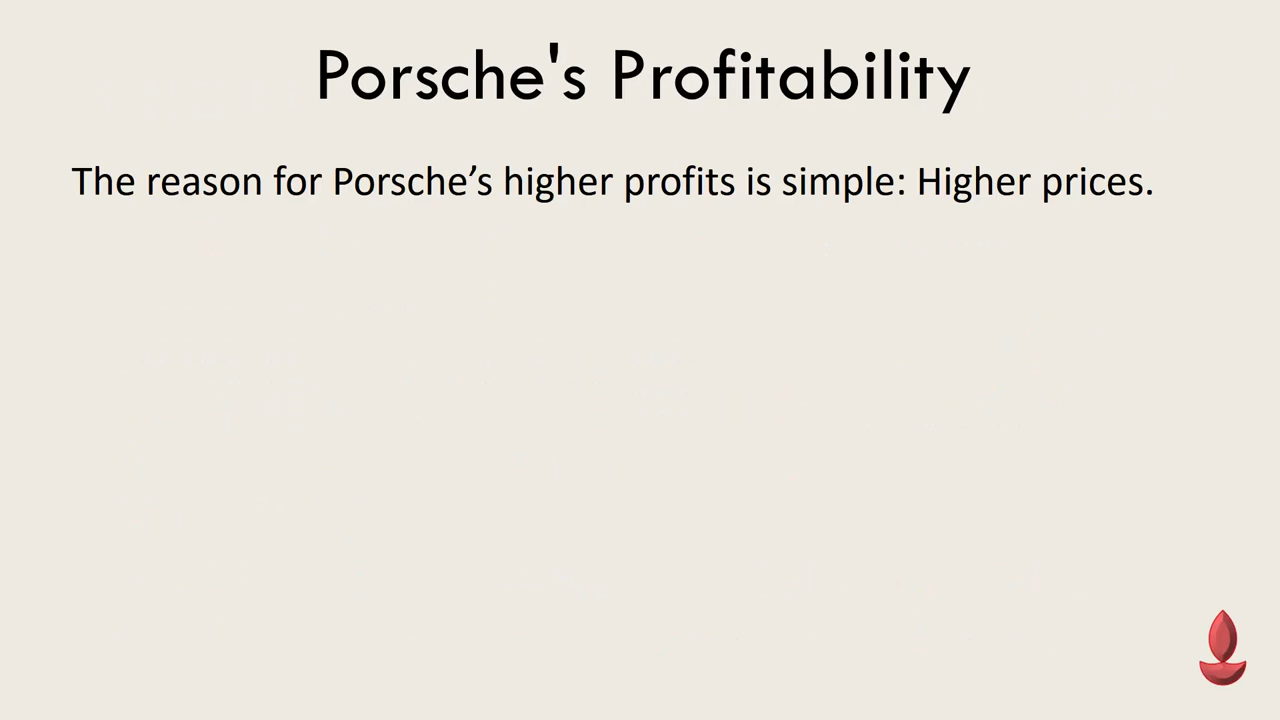 Porsche's Profitability
The reason for Porsche’s higher profits is simple: Higher prices.